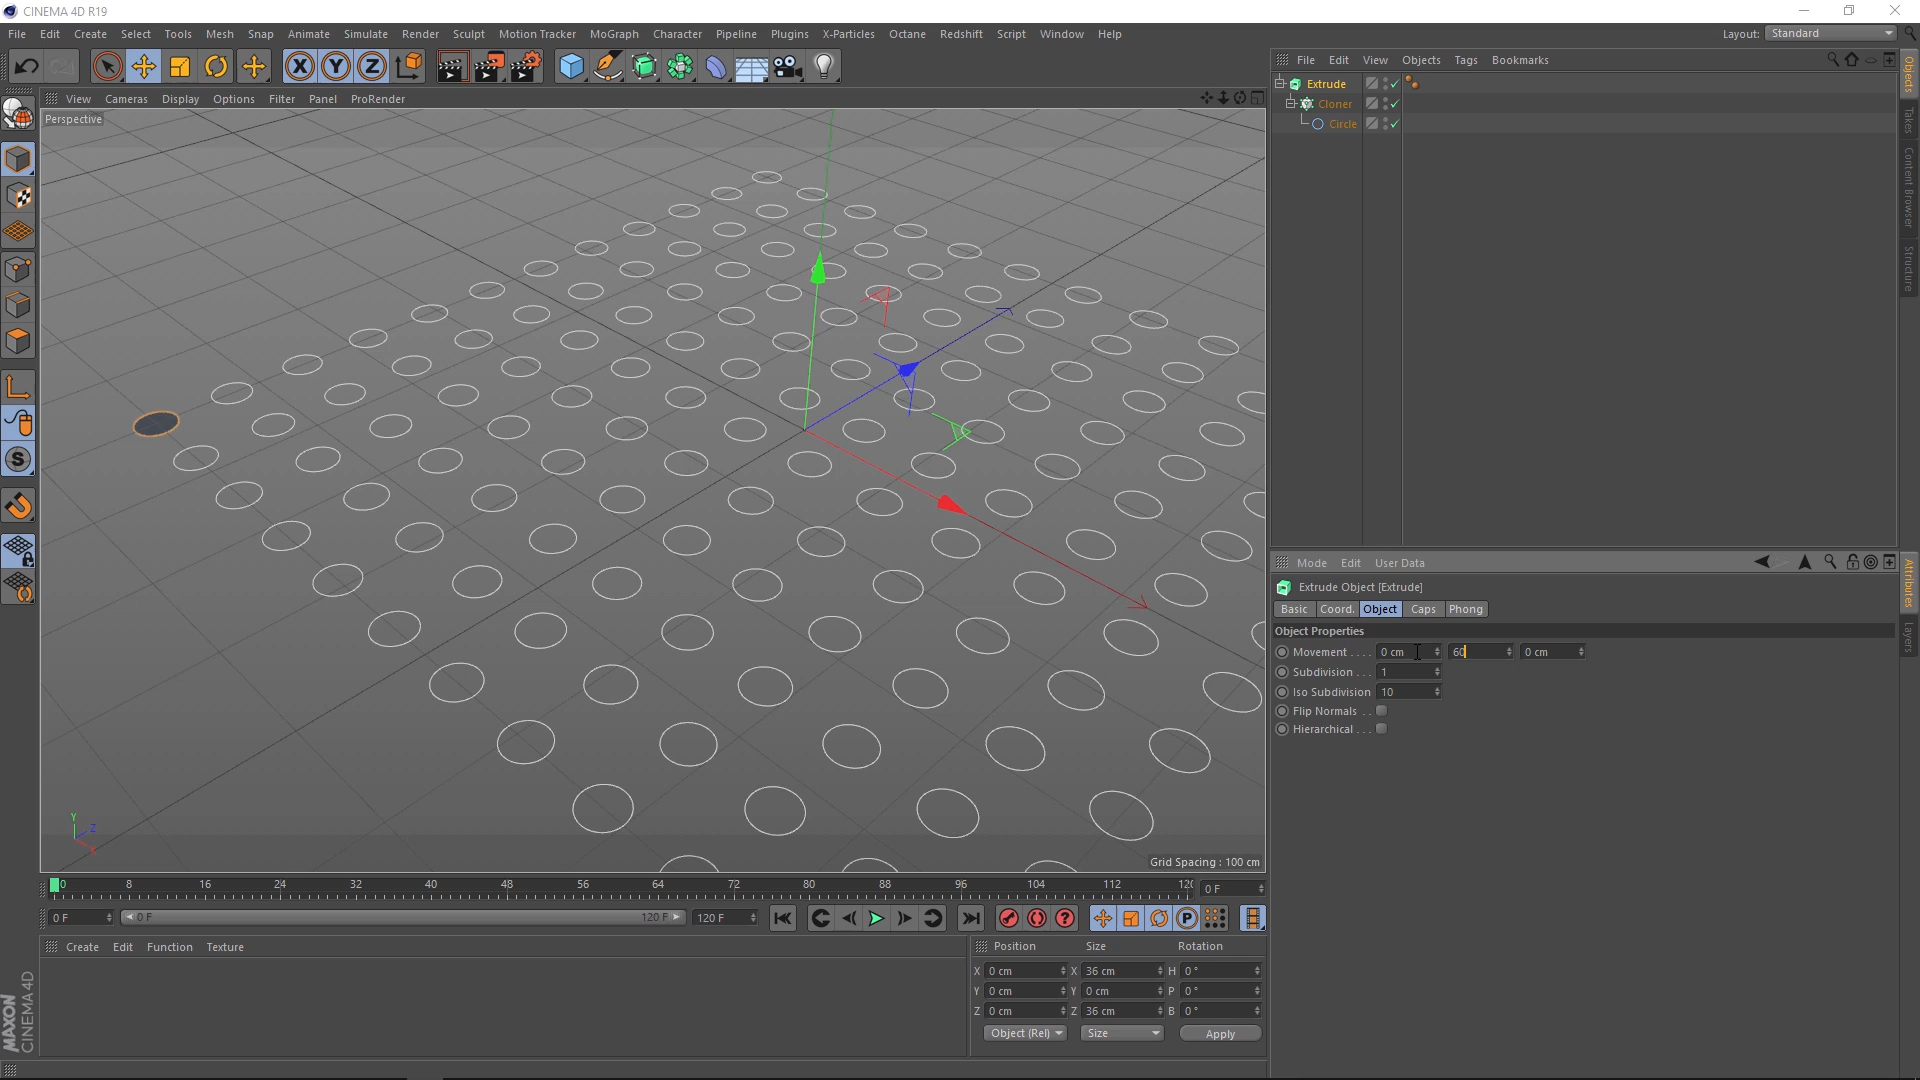 CINEMA 4D R19
File Edit Create Select Tools Mesh Snap Animate Simulate Render Sculpt Motion Tracker MoGraph Character Pipeline Plugins X-Particles Octane Redshift Script Window Help Layout: Standard
File Edit View Objects Tags Bookmarks
View Cameras Display Options Filter Panel ProRender
Perspective
Extrude
Cloner
Circle
Objects
Takes
Content Browser
Structure
Mode Edit User Data
Extrude Object [Extrude]
Basic Coord. Object Caps Phong
Object Properties
Movement . . . . 0 cm 60 0 cm
Subdivision . . . 1
Iso Subdivision 10
Flip Normals . .
Hierarchical . . .
Attributes
Layers
Y
Z
X
Grid Spacing : 100 cm
0 8 16 24 32 40 48 56 64 72 80 88 96 104 112 120 0 F
0 F 0 F 120 F 120 F
Create Edit Function Texture
Position Size Rotation
X 0 cm X 36 cm H 0 °
Y 0 cm Y 0 cm P 0 °
Z 0 cm Z 36 cm B 0 °
Object (Rel) Size Apply
MAXON
CINEMA 4D